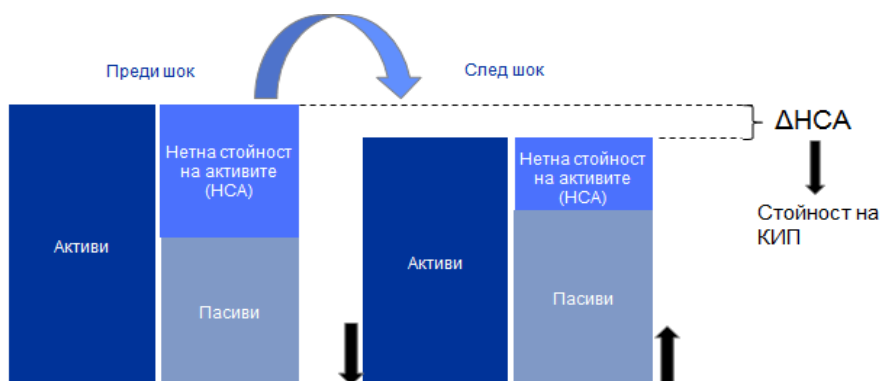 Преди шок
След шок
ΔНСА
Нетна стойност
на активите
(НСА)
Нетна стойност
на активите
(НСА)
Стойност на
КИП
Активи
Активи
Пасиви
Пасиви